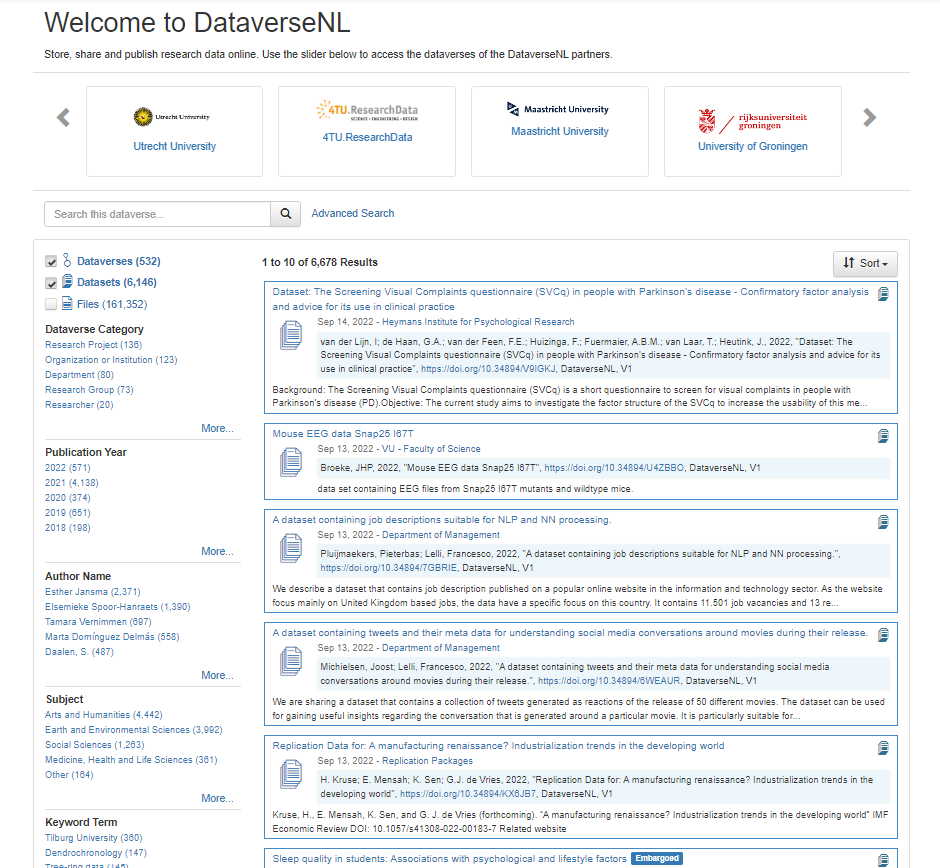 Welcome to DataverseNL
Store, share and publish research data online. Use the slider below to access the dataverses of the DataverseNL partners.
Utrecht University
Utrecht University
4TU.ResearchData
SCIENCE • ENGINEERING • DESIGN
4TU.ResearchData
Maastricht University
Maastricht University
rijksuniversiteit
groningen
University of Groningen
Search this dataverse...
Advanced Search
Dataverses (532)
Datasets (6,146)
Files (161,352)
Dataverse Category
Research Project (136)
Organization or Institution (123)
Department (80)
Research Group (73)
Researcher (20)
More...
Publication Year
2022 (571)
2021 (4,138)
2020 (374)
2019 (651)
2018 (198)
More...
Author Name
Esther Jansma (2,371)
Elsemieke Spoor-Hanraets (1,390)
Tamara Vernimmen (697)
Marta Domínguez Delmás (558)
Daalen, S. (487)
More...
Subject
Arts and Humanities (4,442)
Earth and Environmental Sciences (3,992)
Social Sciences (1,263)
Medicine, Health and Life Sciences (361)
Other (164)
More...
Keyword Term
Tilburg University (360)
Dendrochronology (147)
Tree-ring data (145)
1 to 10 of 6,678 Results
Sort
Dataset: The Screening Visual Complaints questionnaire (SVCq) in people with Parkinson's disease - Confirmatory factor analysis
and advice for its use in clinical practice
Sep 14, 2022 - Heymans Institute for Psychological Research
van der Lijn, I; de Haan, G.A.; van der Feen, F.E.; Huizinga, F.; Fuermaier, A.B.M.; van Laar, T.; Heutink, J., 2022, "Dataset: The
Screening Visual Complaints questionnaire (SVCq) in people with Parkinson's disease - Confirmatory factor analysis and advice for its
use in clinical practice", https://doi.org/10.34894/V9IGKJ, DataverseNL, V1
Background: The Screening Visual Complaints questionnaire (SVCq) is a short questionnaire to screen for visual complaints in people with
Parkinson's disease (PD).Objective: The current study aims to investigate the factor structure of the SVCq to increase the usability of this me...
Mouse EEG data Snap25 I67T
Sep 13, 2022 - VU - Faculty of Science
Broeke, JHP, 2022, "Mouse EEG data Snap25 I67T", https://doi.org/10.34894/U4ZBBO, DataverseNL, V1
data set containing EEG files from Snap25 I67T mutants and wildtype mice.
A dataset containing job descriptions suitable for NLP and NN processing.
Sep 13, 2022 - Department of Management
Pluijmaekers, Pieterbas; Lelli, Francesco, 2022, "A dataset containing job descriptions suitable for NLP and NN processing.",
https://doi.org/10.34894/7GBRIE, DataverseNL, V1
We describe a dataset that contains job description published on a popular online website in the information and technology sector. As the website
focus mainly on United Kingdom based jobs, the data have a specific focus on this country. It contains 11.501 job vacancies and 13 re...
A dataset containing tweets and their meta data for understanding social media conversations around movies during their release.
Sep 13, 2022 - Department of Management
Michielsen, Joost; Lelli, Francesco, 2022, "A dataset containing tweets and their meta data for understanding social media
conversations around movies during their release.", https://doi.org/10.34894/6WEAUR, DataverseNL, V1
We are sharing a dataset that contains a collection of tweets generated as reactions of the release of 50 different movies. The dataset can be used
for gaining useful insights regarding the conversation that is generated around a particular movie. It is particularly suitable for...
Replication Data for: A manufacturing renaissance? Industrialization trends in the developing world
Sep 13, 2022 - Replication Packages
H. Kruse; E. Mensah; K. Sen; G.J. de Vries, 2022, "Replication Data for: A manufacturing renaissance? Industrialization trends in the
developing world", https://doi.org/10.34894/KX6JB7, DataverseNL, V1
Kruse, H., E. Mensah, K. Sen, and G. J. de Vries (forthcoming). "A manufacturing renaissance? Industrialization trends in the developing world" IMF
Economic Review DOI: 10.1057/s41308-022-00183-7 Related website
Sleep quality in students: Associations with psychological and lifestyle factors Embargoed